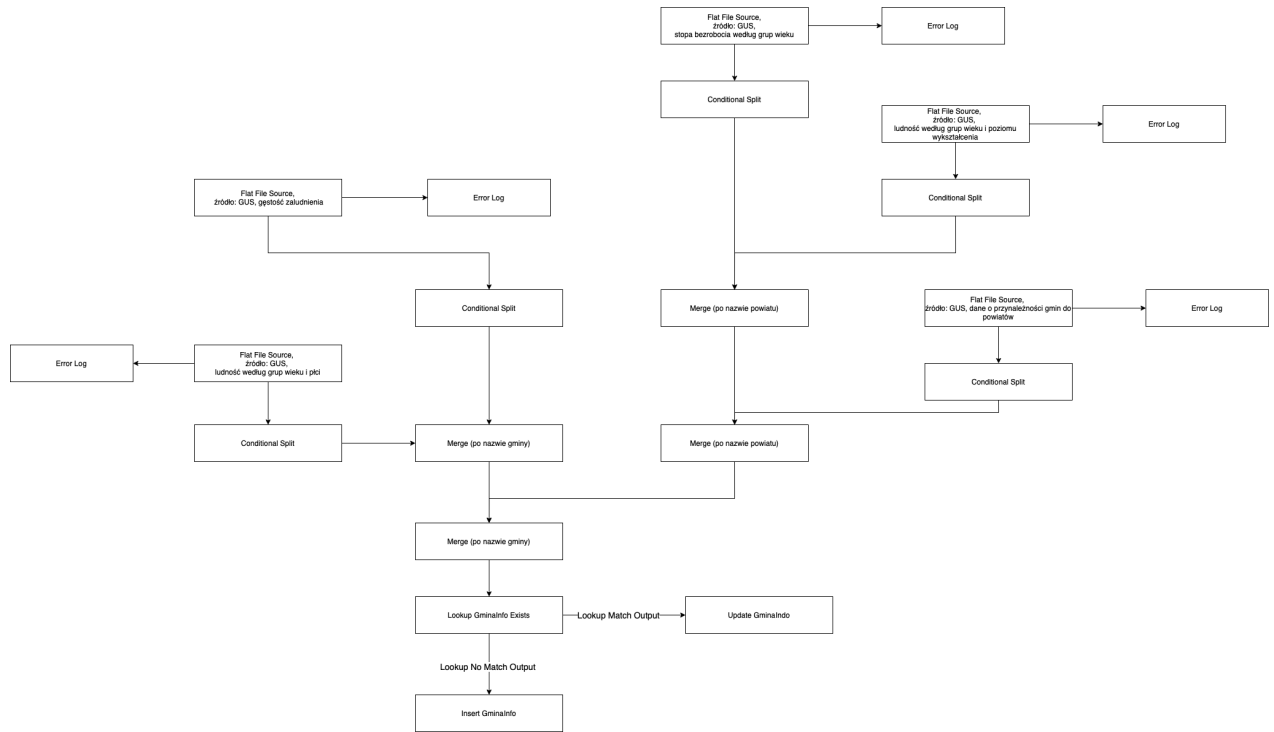 Flat File Source,
źródło: GUS,
stopa bezrobocia według grup wieku
Error Log
Conditional Split
Flat File Source,
źródło: GUS,
ludność według grup wieku i poziomu
wykształcenia
Error Log
Conditional Split
Flat File Source,
źródło: GUS, gęstość zaludnienia
Error Log
Conditional Split
Merge (po nazwie powiatu)
Flat File Source,
źródło: GUS, dane o przynależności gmin do
powiatów
Error Log
Conditional Split
Error Log
Flat File Source,
źródło: GUS,
ludność według grup wieku i płci
Conditional Split
Merge (po nazwie gminy)
Merge (po nazwie powiatu)
Merge (po nazwie gminy)
Lookup GminaInfo Exists
Lookup Match Output
Update GminaIndo
Lookup No Match Output
Insert GminaInfo